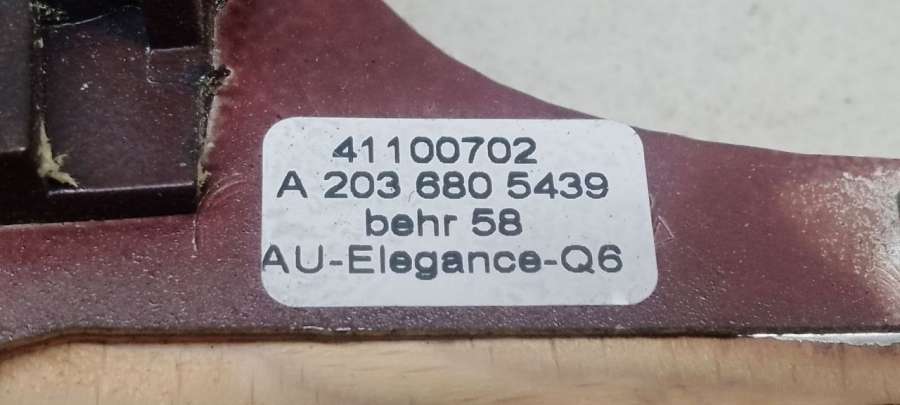 41100702
A 203 680 5439
behr 58
AU-Elegance-Q6